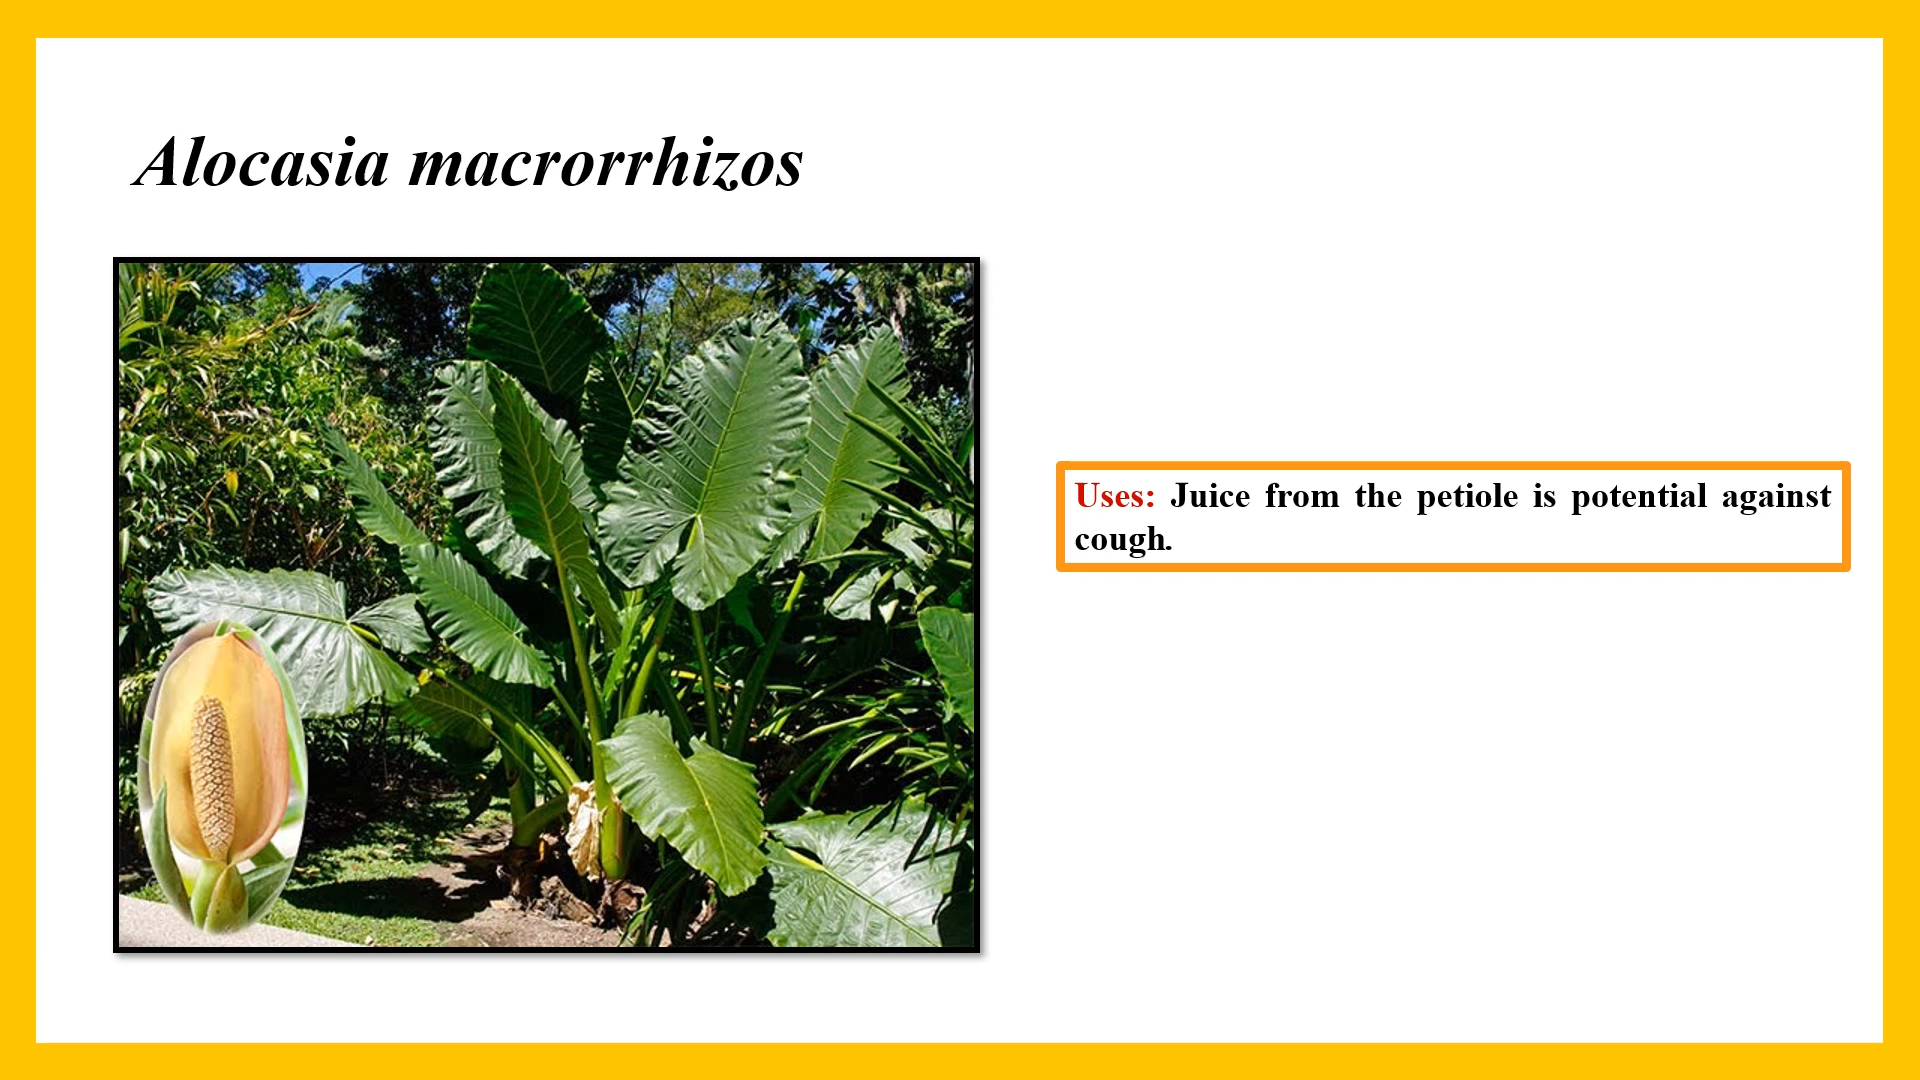 Alocasia macrorrhizos
Uses: Juice from the petiole is potential against
cough.